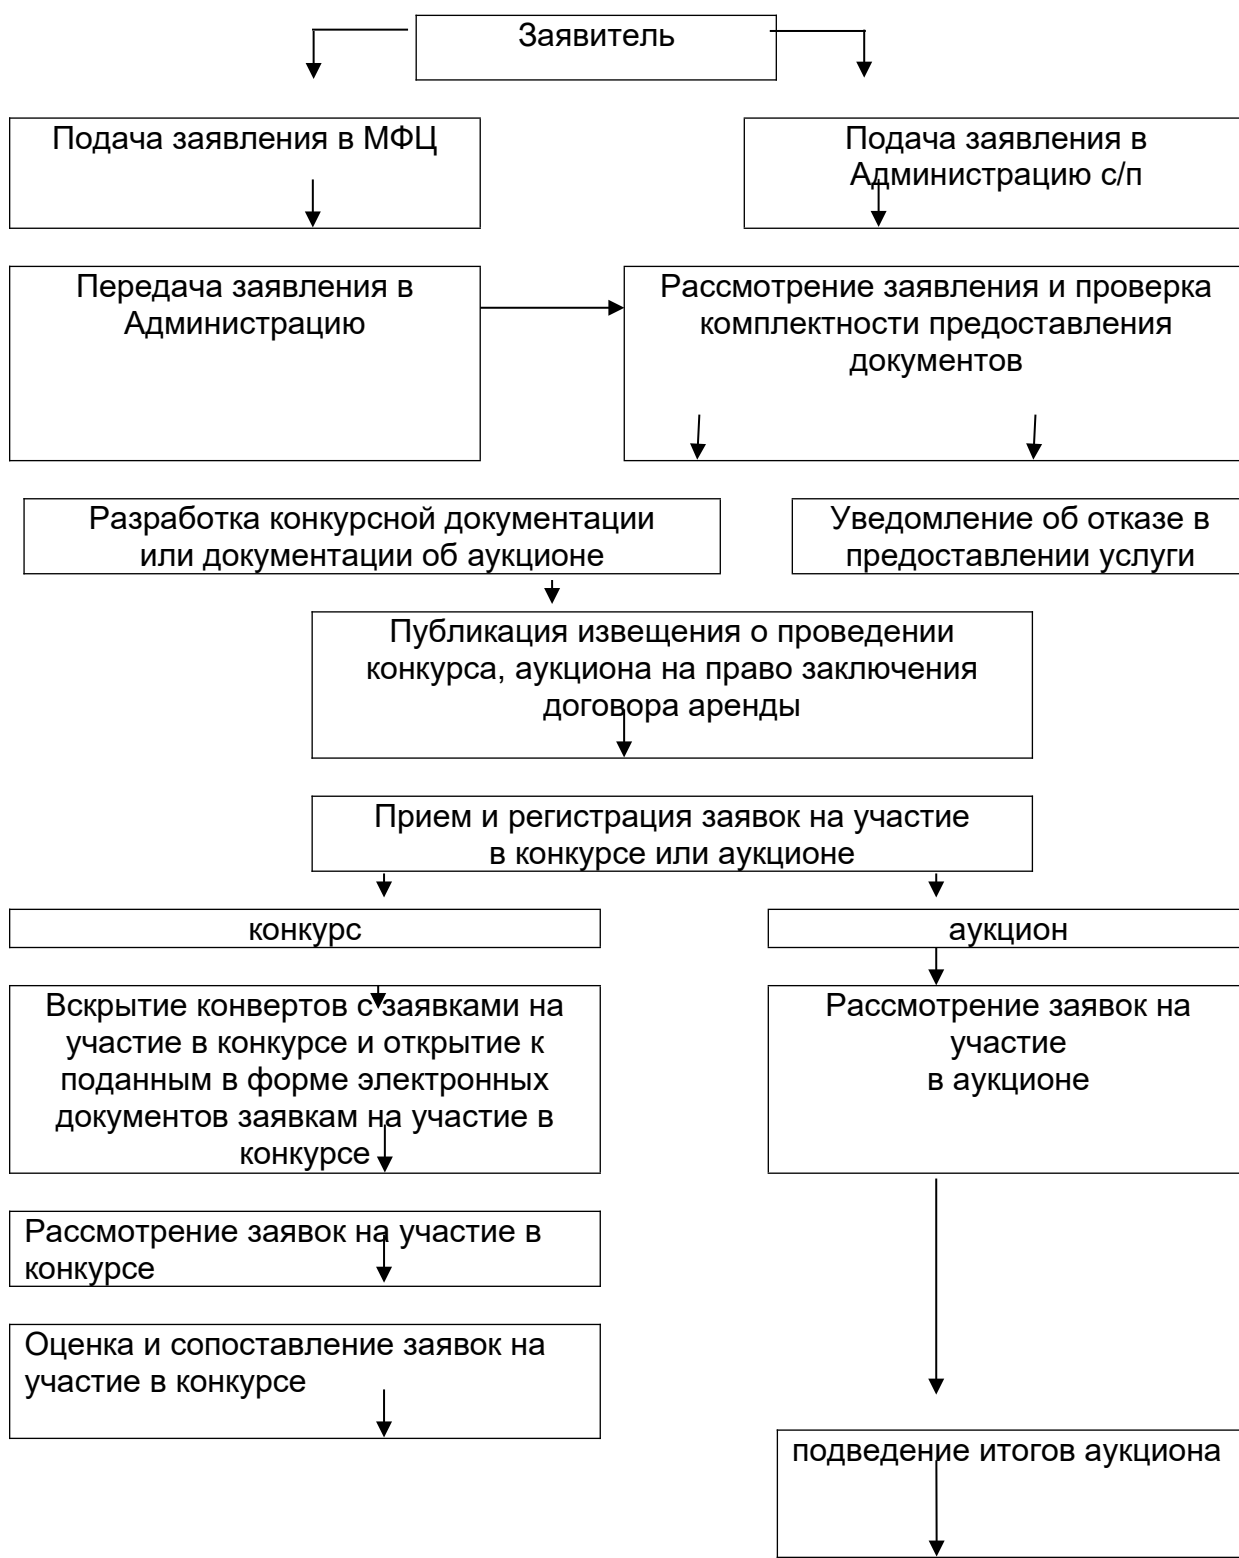 Заявитель
Подача заявления в МФЦ
Подача заявления в
Администрацию с/п
Передача заявления в
Администрацию
Рассмотрение заявления и проверка
комплектности предоставления
документов
Разработка конкурсной документации
или документации об аукционе
Уведомление об отказе в
предоставлении услуги
Публикация извещения о проведении
конкурса, аукциона на право заключения
договора аренды
Прием и регистрация заявок на участие
в конкурсе или аукционе
конкурс
аукцион
Вскрытие конвертов с заявками на
участие в конкурсе и открытие к
поданным в форме электронных
документов заявкам на участие в
конкурсе
Рассмотрение заявок на
участие
в аукционе
Рассмотрение заявок на участие в
конкурсе
Оценка и сопоставление заявок на
участие в конкурсе
подведение итогов аукциона